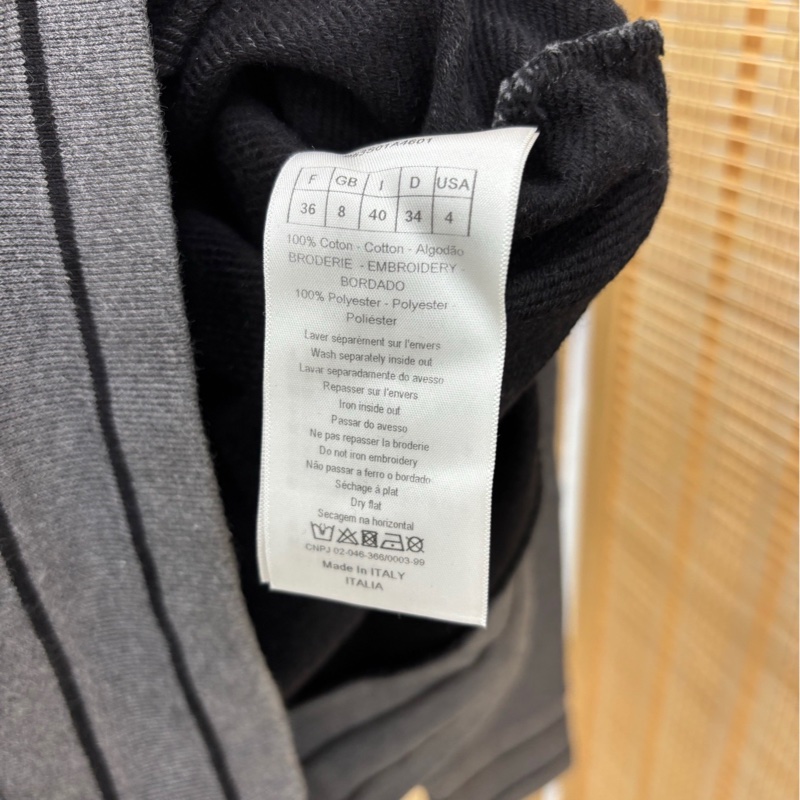 F GB I D USA
36 8 40 34 4
100% Coton - Cotton - Algodão
BRODERIE - EMBROIDERY -
BORDADO
100% Polyester - Polyester -
Poliéster
Laver séparément sur l'envers
Wash separately inside out
Lavar separadamente do avesso
Repasser sur l'envers
Iron inside out
Passar do avesso
Ne pas repasser la broderie
Do not iron embroidery
Não passar a ferro o bordado
Séchage à plat
Dry flat
Secagem na horizontal
CNPJ 02-046-366/0003-99
Made In ITALY
ITALIA